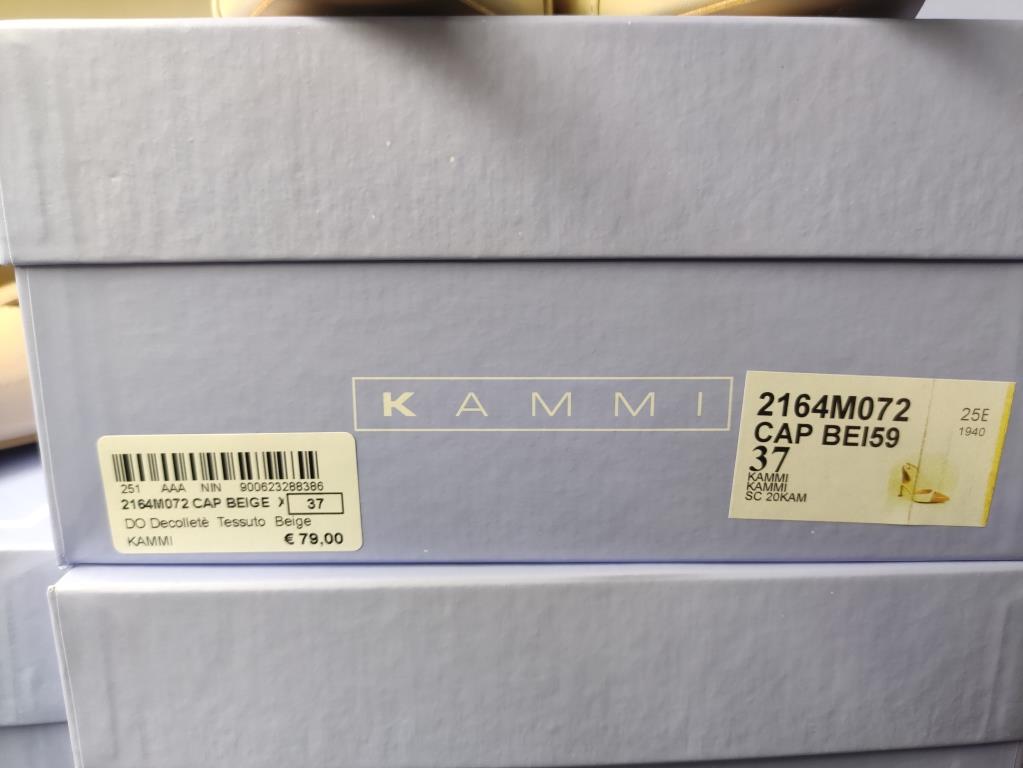 KAMMI
251 AAA NIN 900623288386
2164M072 CAP BEIGE 37
DO Decolletè Tessuto Beige
KAMMI € 79,00
2164M072 25E
CAP BEI59 1940
37
KAMMI
KAMMI
SC 20KAM